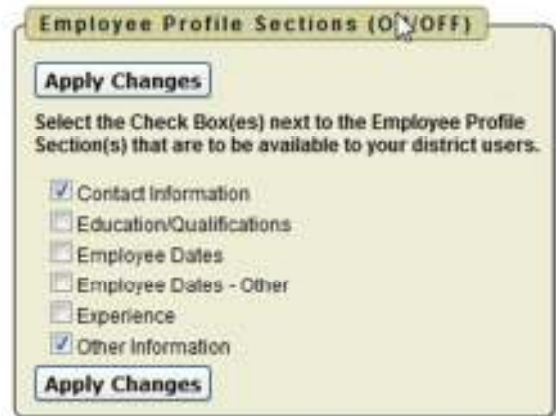 Employee Profile Sections (ON/OFF)
Apply Changes
Select the Check Box(es) next to the Employee Profile
Section(s) that are to be available to your district users.
Contact Information
Education/Qualifications
Employee Dates
Employee Dates - Other
Experience
Other Information
Apply Changes